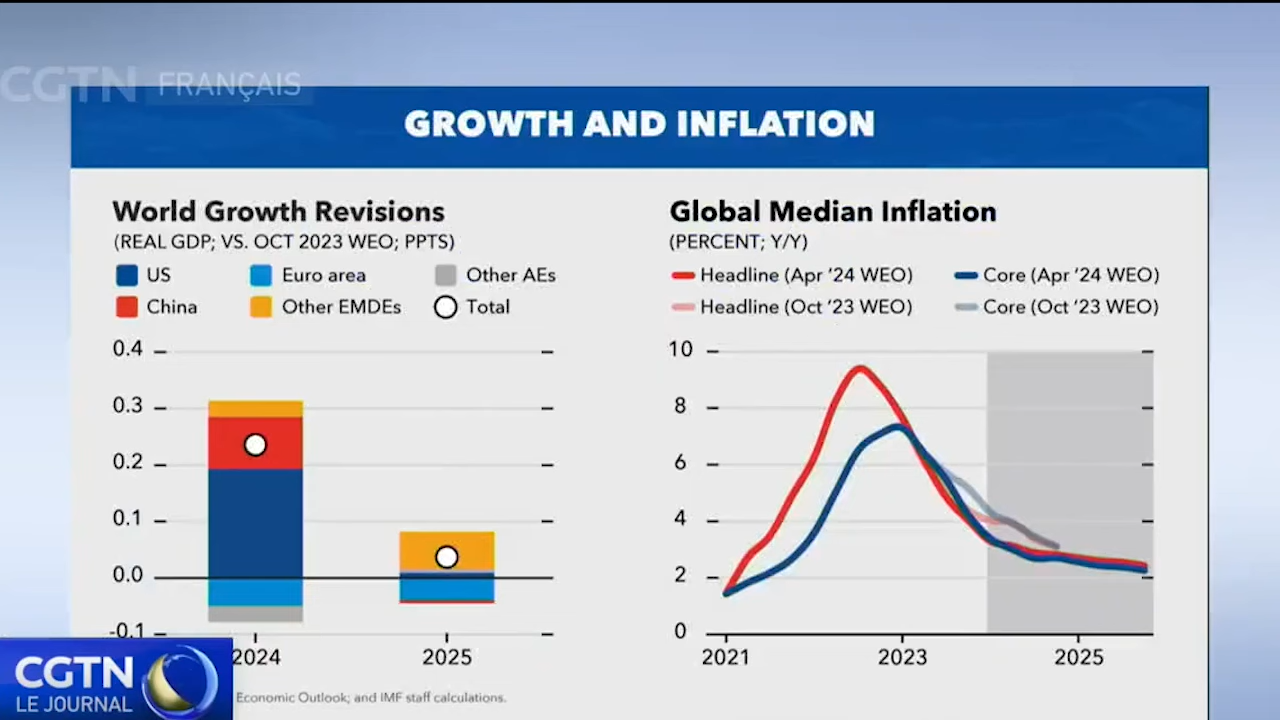 CGTN FRANÇAIS
GROWTH AND INFLATION
World Growth Revisions
(REAL GDP; VS. OCT 2023 WEO; PPTS)
US
Euro area
Other AEs
China
Other EMDEs
Total
0.4
0.3
0.2
0.1
0.0
-0.1
2024
2025
Global Median Inflation
(PERCENT; Y/Y)
Headline (Apr ‘24 WEO)
Core (Apr ‘24 WEO)
Headline (Oct ‘23 WEO)
Core (Oct ‘23 WEO)
10
8
6
4
2
0
2021
2023
2025
CGTN
LE JOURNAL
Economic Outlook; and IMF staff calculations.